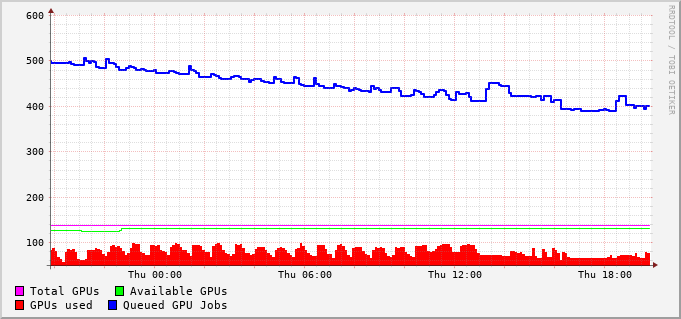 600
500
400
300
200
100
Thu 00:00 Thu 06:00 Thu 12:00 Thu 18:00
Total GPUs Available GPUs
GPUs used Queued GPU Jobs
RRDTOOL / TOBI OETIKER